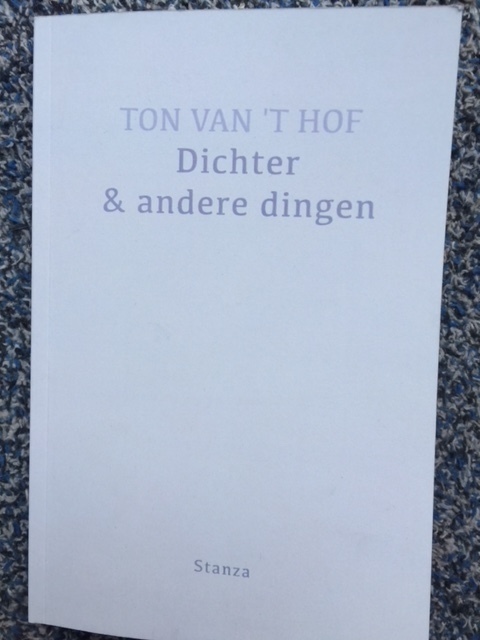 TON VAN 'T HOF
Dichter
& andere dingen
Stanza